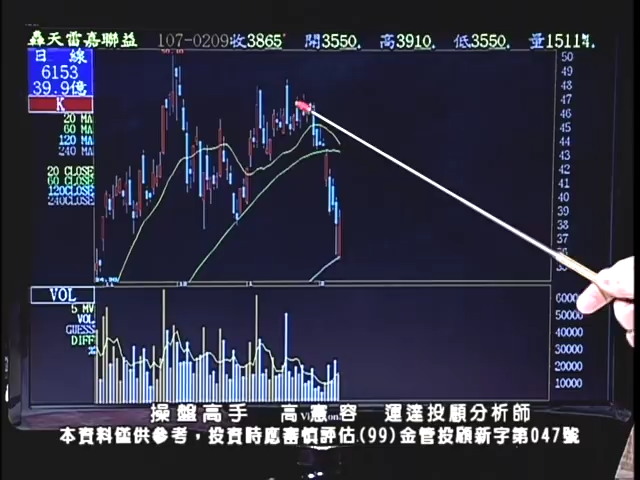 轟天雷嘉聯益 107-0209收3865 開3550. 高3910. 低3550. 量1511千.
日 線
6153
39.9億
K
20 MA
60 MA
120 MA
240 MA
20 CLOSE
60 CLOSE
120CLOSE
240CLOSE
50
49
48
47
46
45
44
43
42
41
40
39
38
37
36
VOL
5 MV
VOL
GUESS
DIFF
%
60000
50000
40000
30000
20000
10000
操盤高手 高憲容 運達投顧分析師
本資料僅供參考，投資時應審慎評估.(99)金管投顧新字第047號